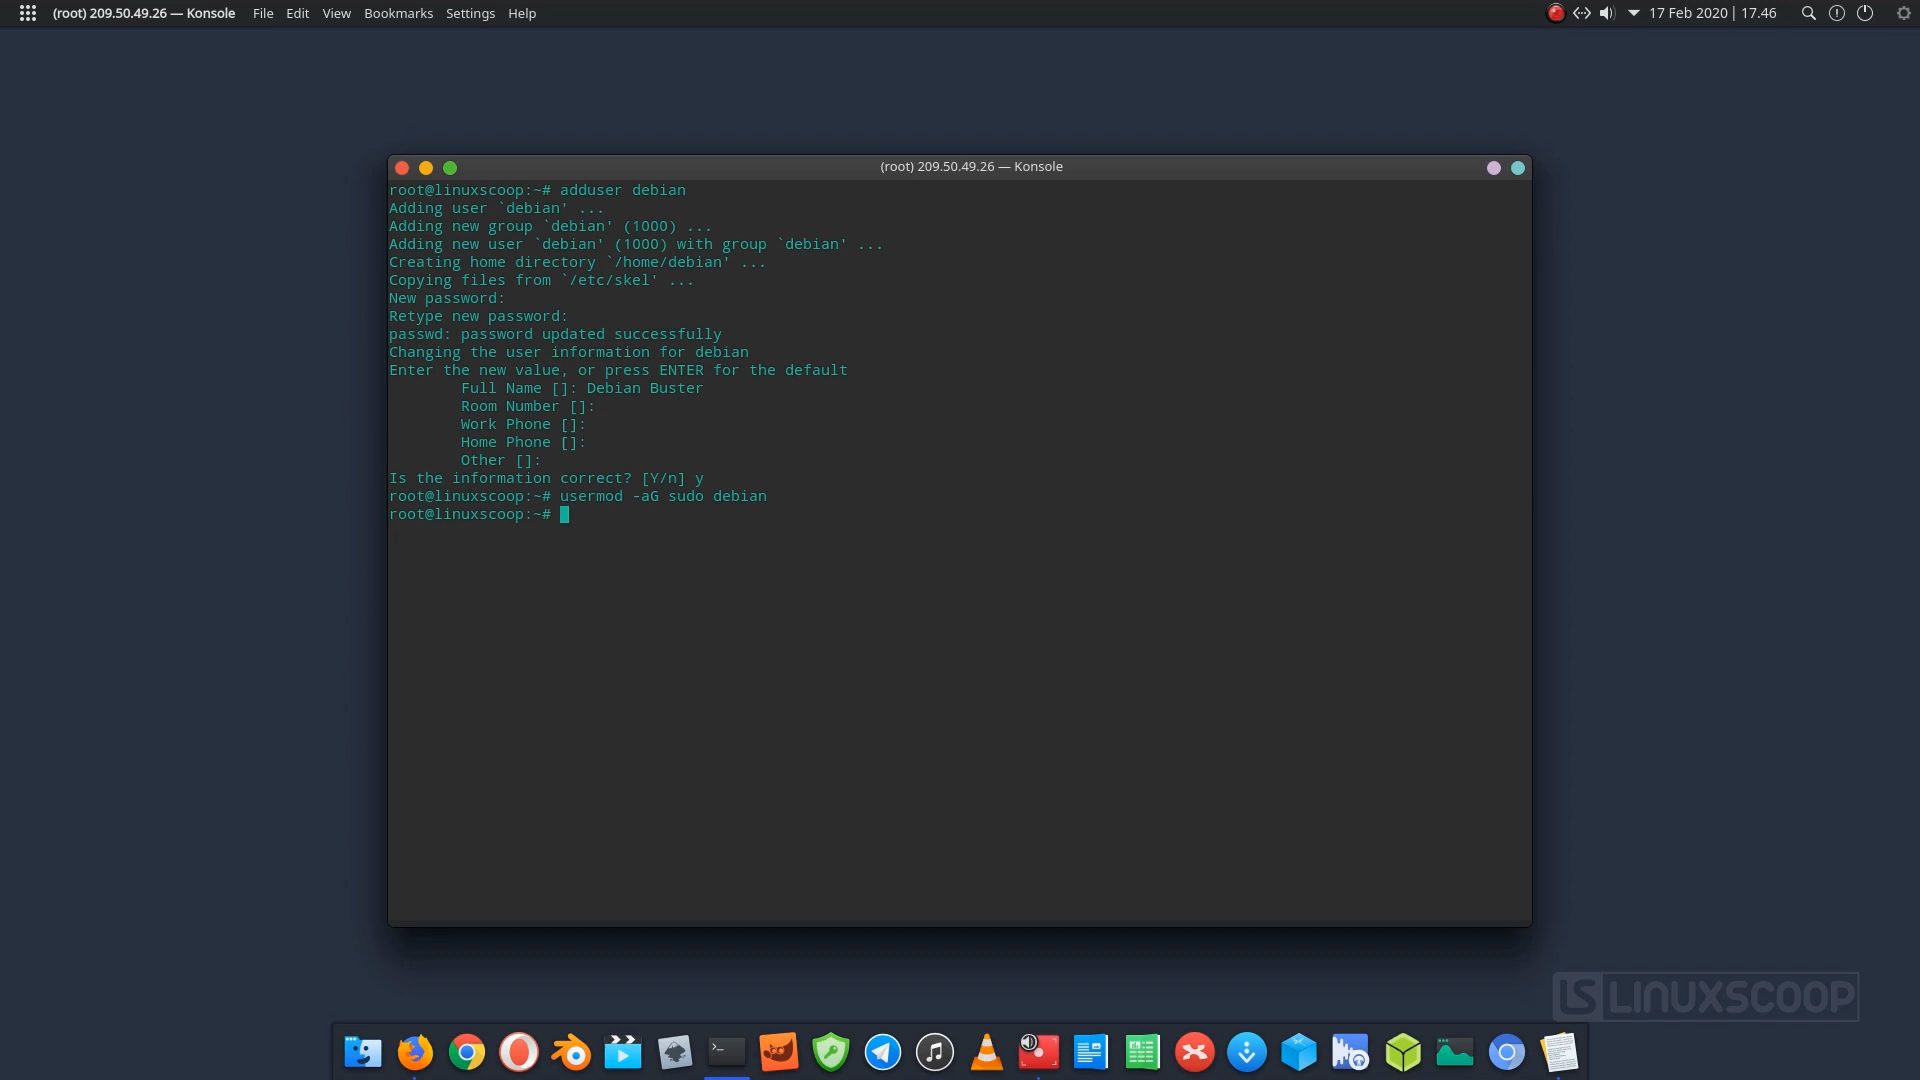 (root) 209.50.49.26 — Konsole File Edit View Bookmarks Settings Help 17 Feb 2020 | 17.46
(root) 209.50.49.26 — Konsole
root@linuxscoop:~# adduser debian
Adding user `debian' ...
Adding new group `debian' (1000) ...
Adding new user `debian' (1000) with group `debian' ...
Creating home directory `/home/debian' ...
Copying files from `/etc/skel' ...
New password:
Retype new password:
passwd: password updated successfully
Changing the user information for debian
Enter the new value, or press ENTER for the default
Full Name []: Debian Buster
Room Number []:
Work Phone []:
Home Phone []:
Other []:
Is the information correct? [Y/n] y
root@linuxscoop:~# usermod -aG sudo debian
root@linuxscoop:~#
LS LINUXSCOOP